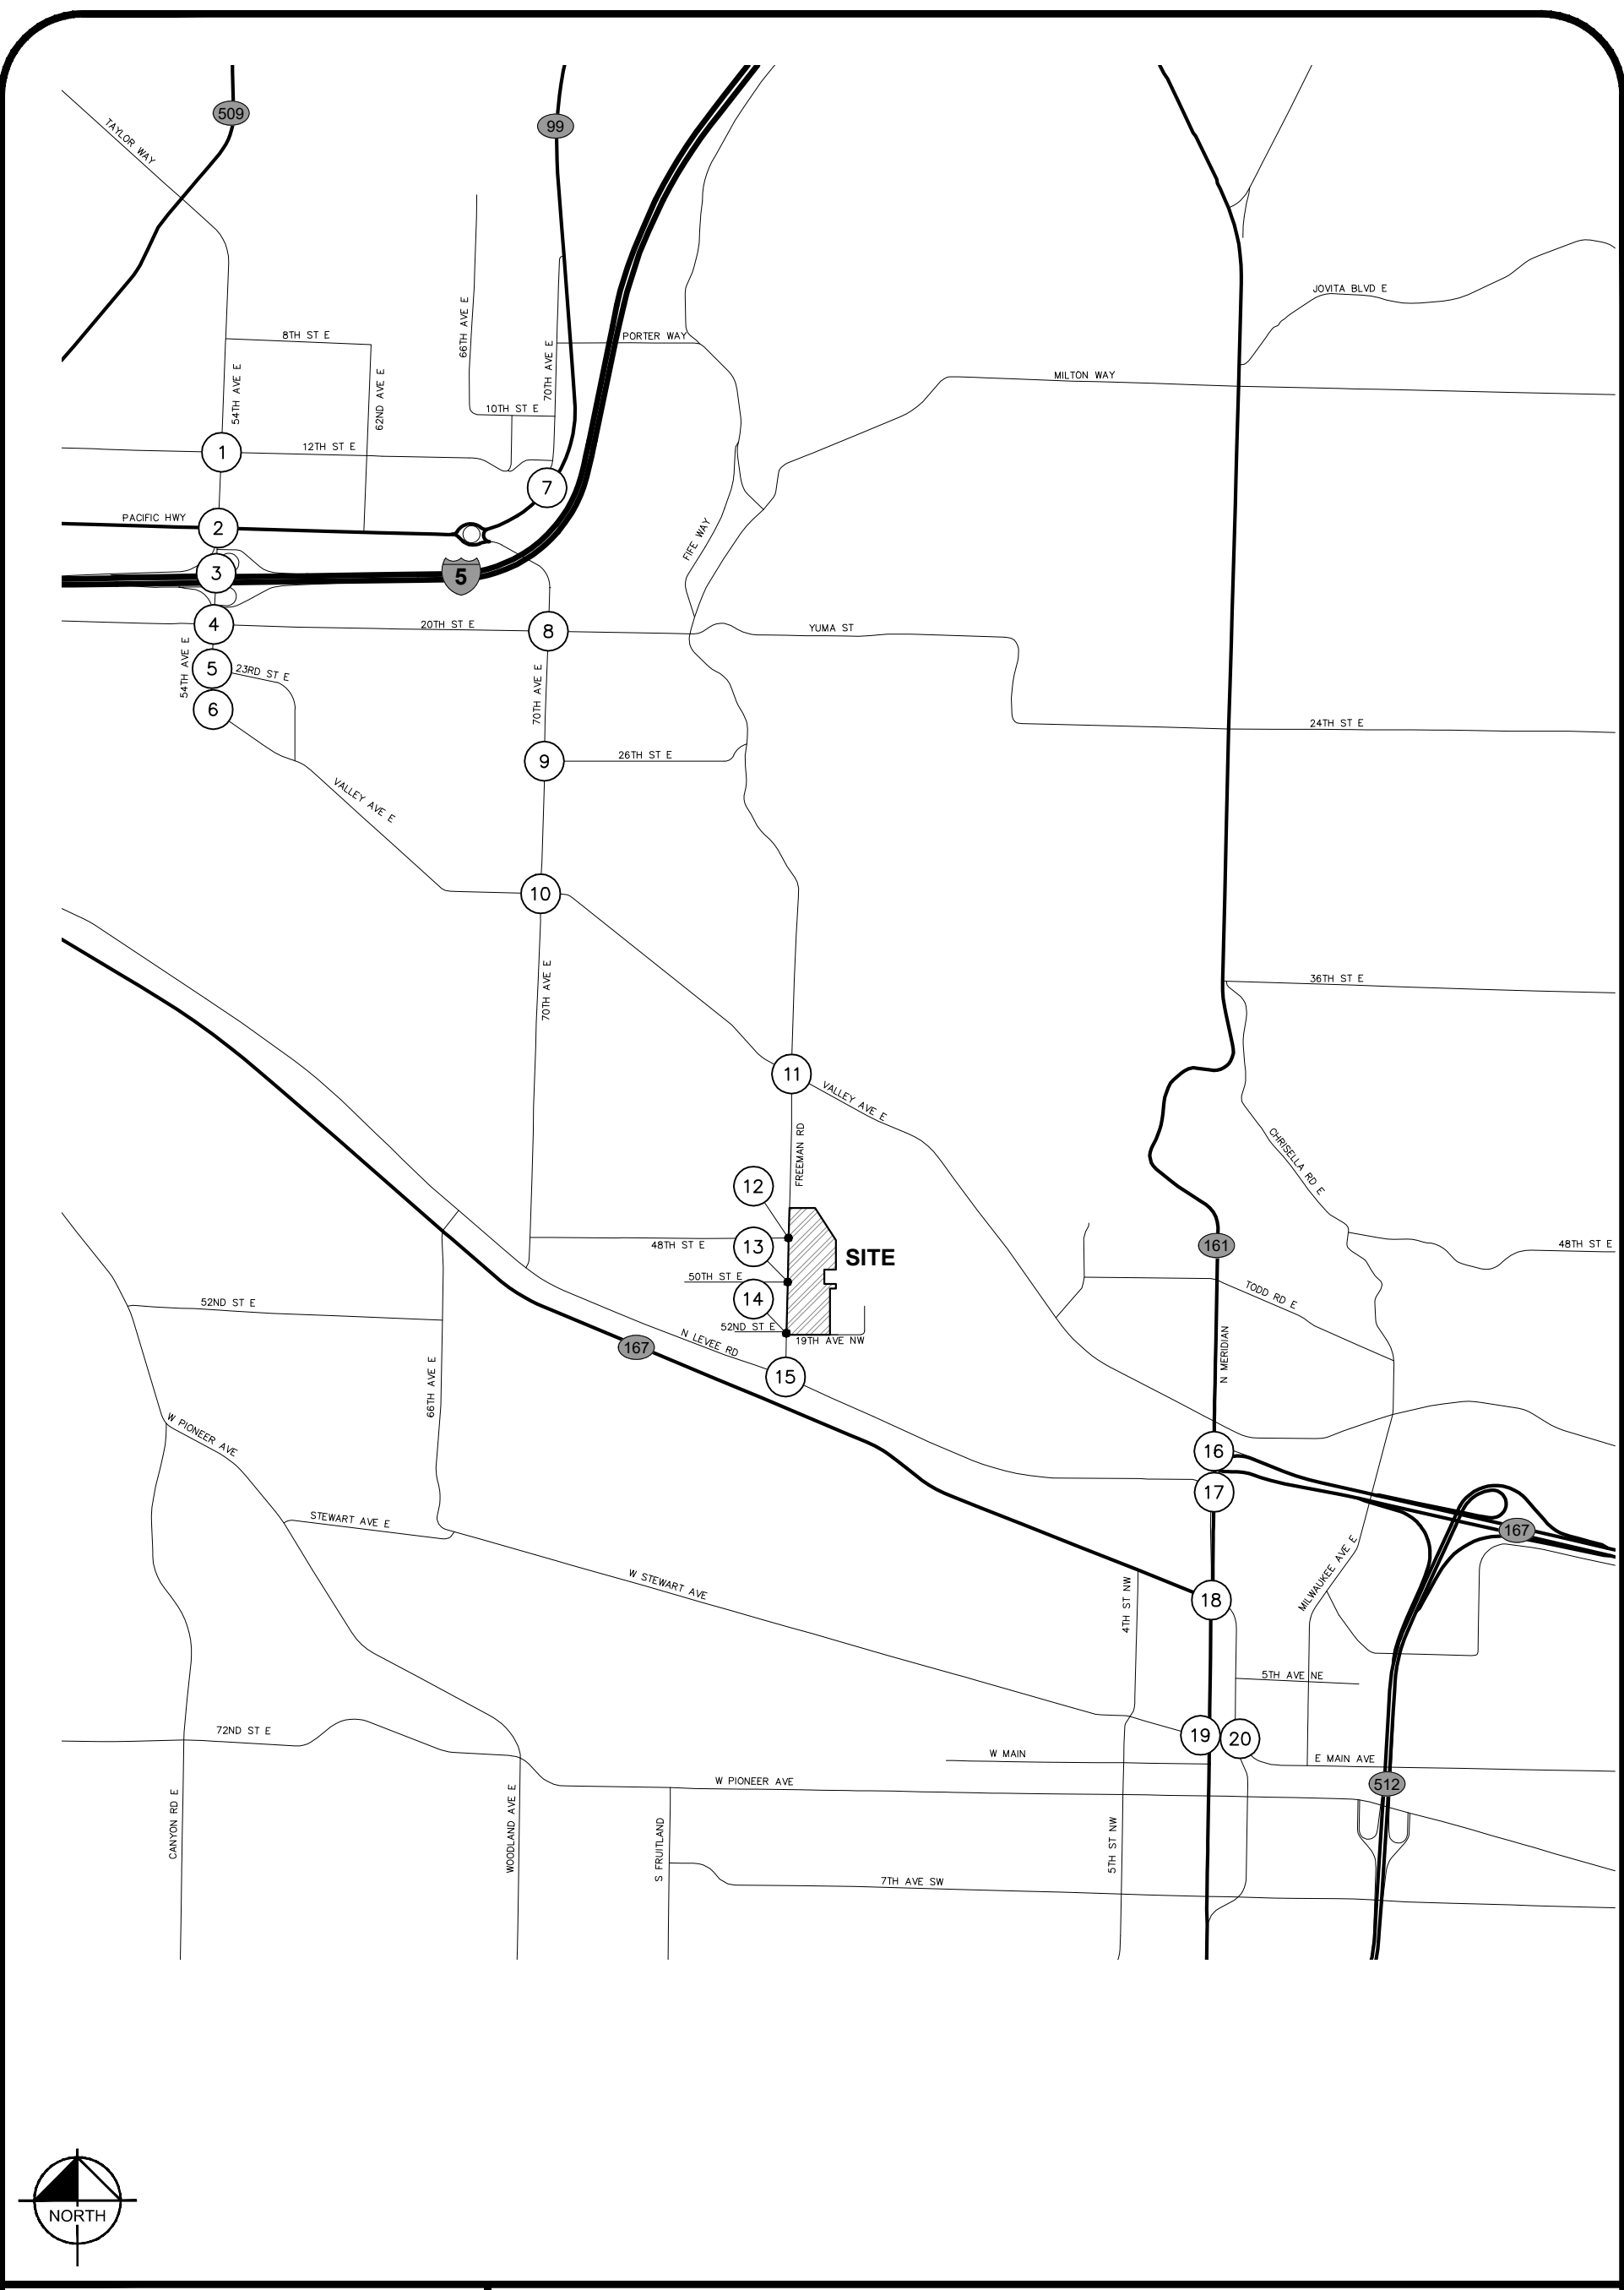 509
99
TAYLOR WAY
JOVITA BLVD E
66TH AVE E
8TH ST E
PORTER WAY
70TH AVE E
54TH AVE E
62ND AVE E
MILTON WAY
10TH ST E
1
12TH ST E
7
PACIFIC HWY
2
FIFE WAY
3
5
4
20TH ST E
8
YUMA ST
54TH AVE E
5
23RD ST E
6
70TH AVE E
24TH ST E
9
26TH ST E
VALLEY AVE E
10
70TH AVE E
36TH ST E
11
VALLEY AVE E
FREEMAN RD
CHRISELLA RD E
12
48TH ST E
13
SITE
161
48TH ST E
50TH ST E
14
TODD RD E
52ND ST E
52ND ST E
19TH AVE NW
N LEVEE RD
167
N MERIDIAN
15
66TH AVE E
W PIONEER AVE
16
17
STEWART AVE E
167
MILWAUKEE AVE E
W STEWART AVE
4TH ST NW
18
5TH AVE NE
72ND ST E
19
20
W MAIN
E MAIN AVE
W PIONEER AVE
512
CANYON RD E
WOODLAND AVE E
S FRUITLAND
5TH ST NW
7TH AVE SW
NORTH